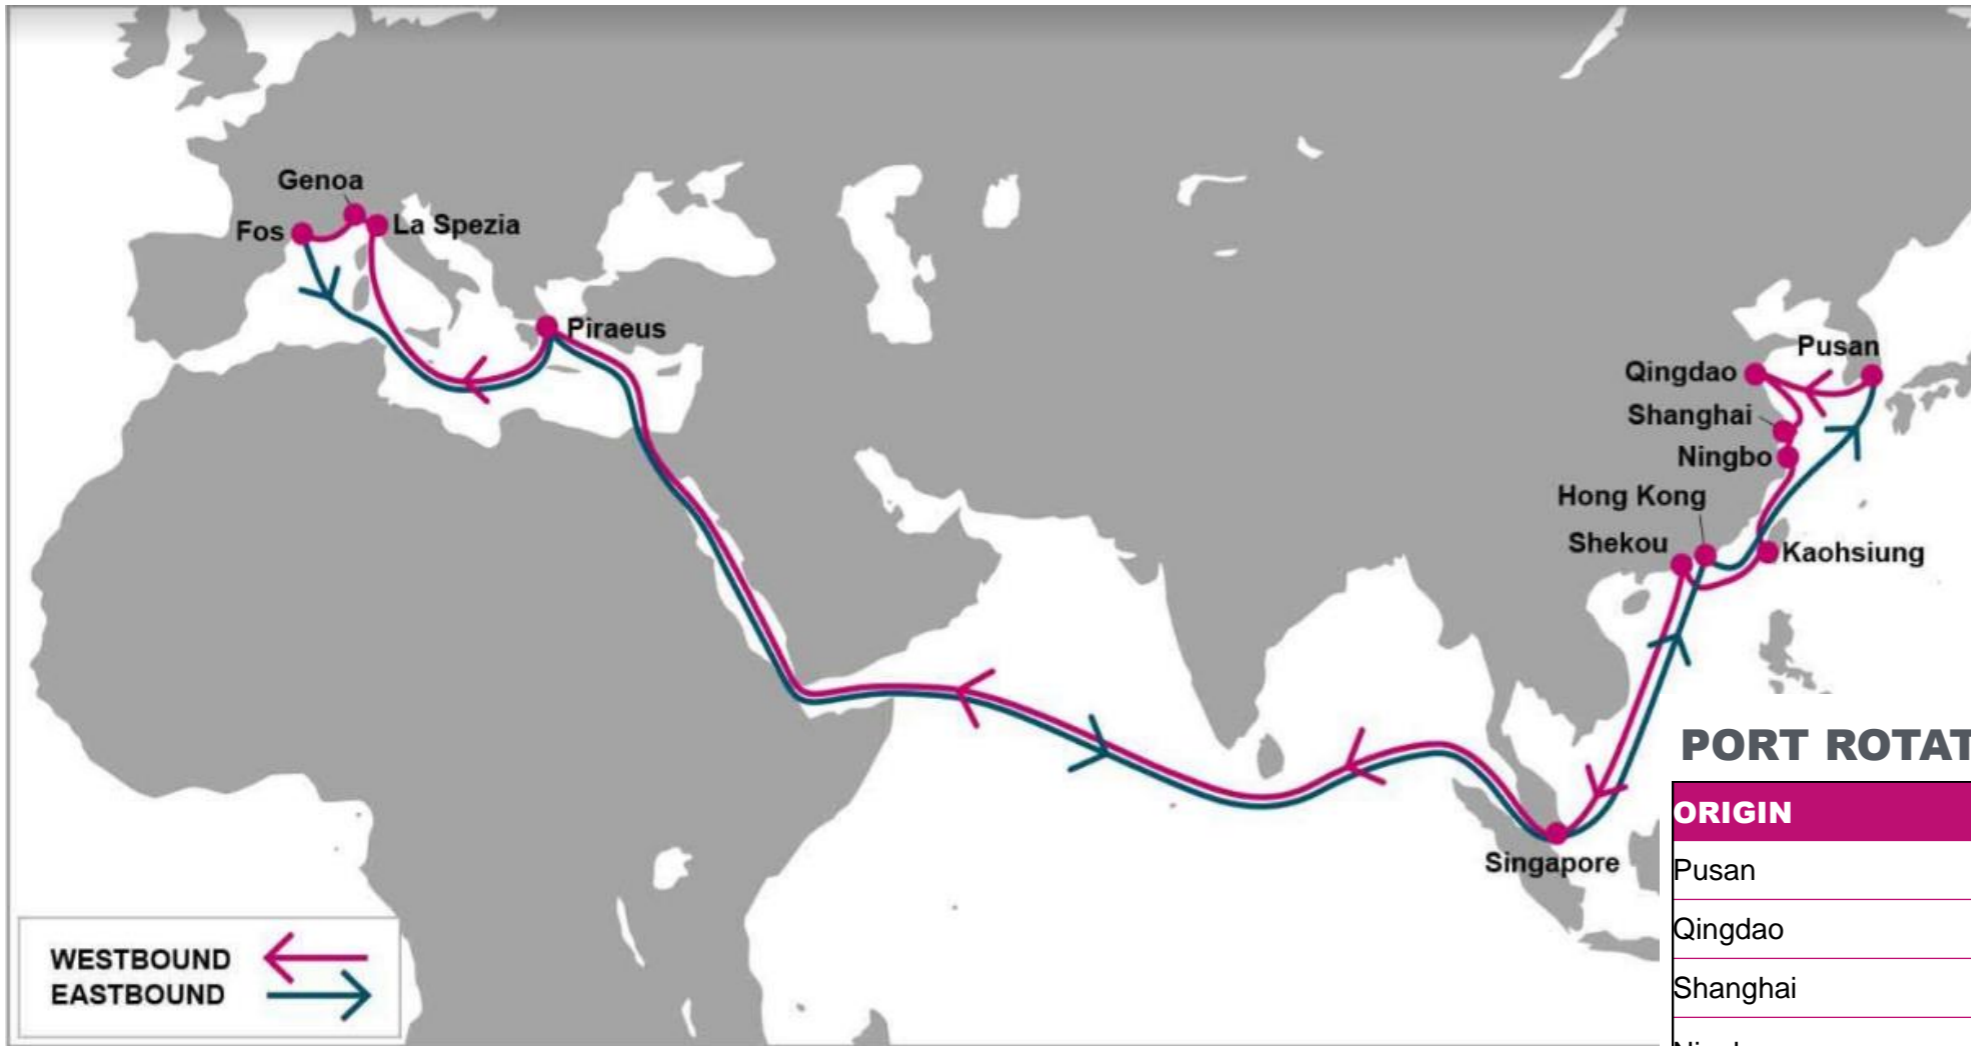 Genoa
Fos
La Spezia
Piraeus
Pusan
Qingdao
Shanghai
Ningbo
Hong Kong
Shekou
Kaohsiung
Singapore
WESTBOUND
EASTBOUND
PORT ROTAT
ORIGIN
Pusan
Qingdao
Shanghai